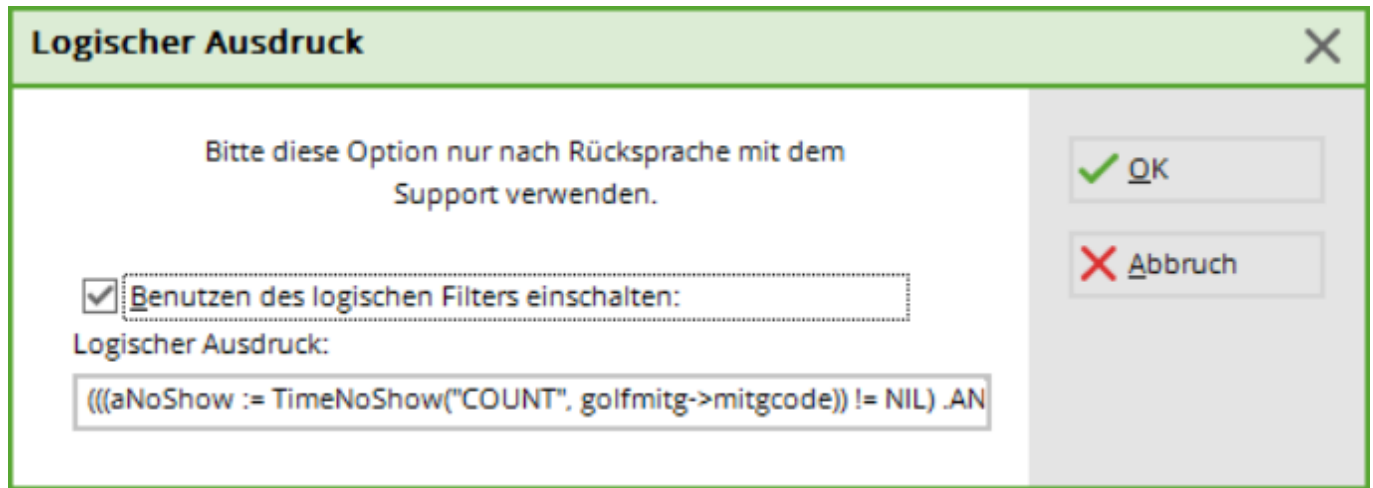 Logischer Ausdruck
Bitte diese Option nur nach Rücksprache mit dem
Support verwenden.
OK
Abbruch
Benutzen des logischen Filters einschalten:
Logischer Ausdruck:
(((aNoShow := TimeNoShow("COUNT", golfmitg->mitgcode)) != NIL) .AN